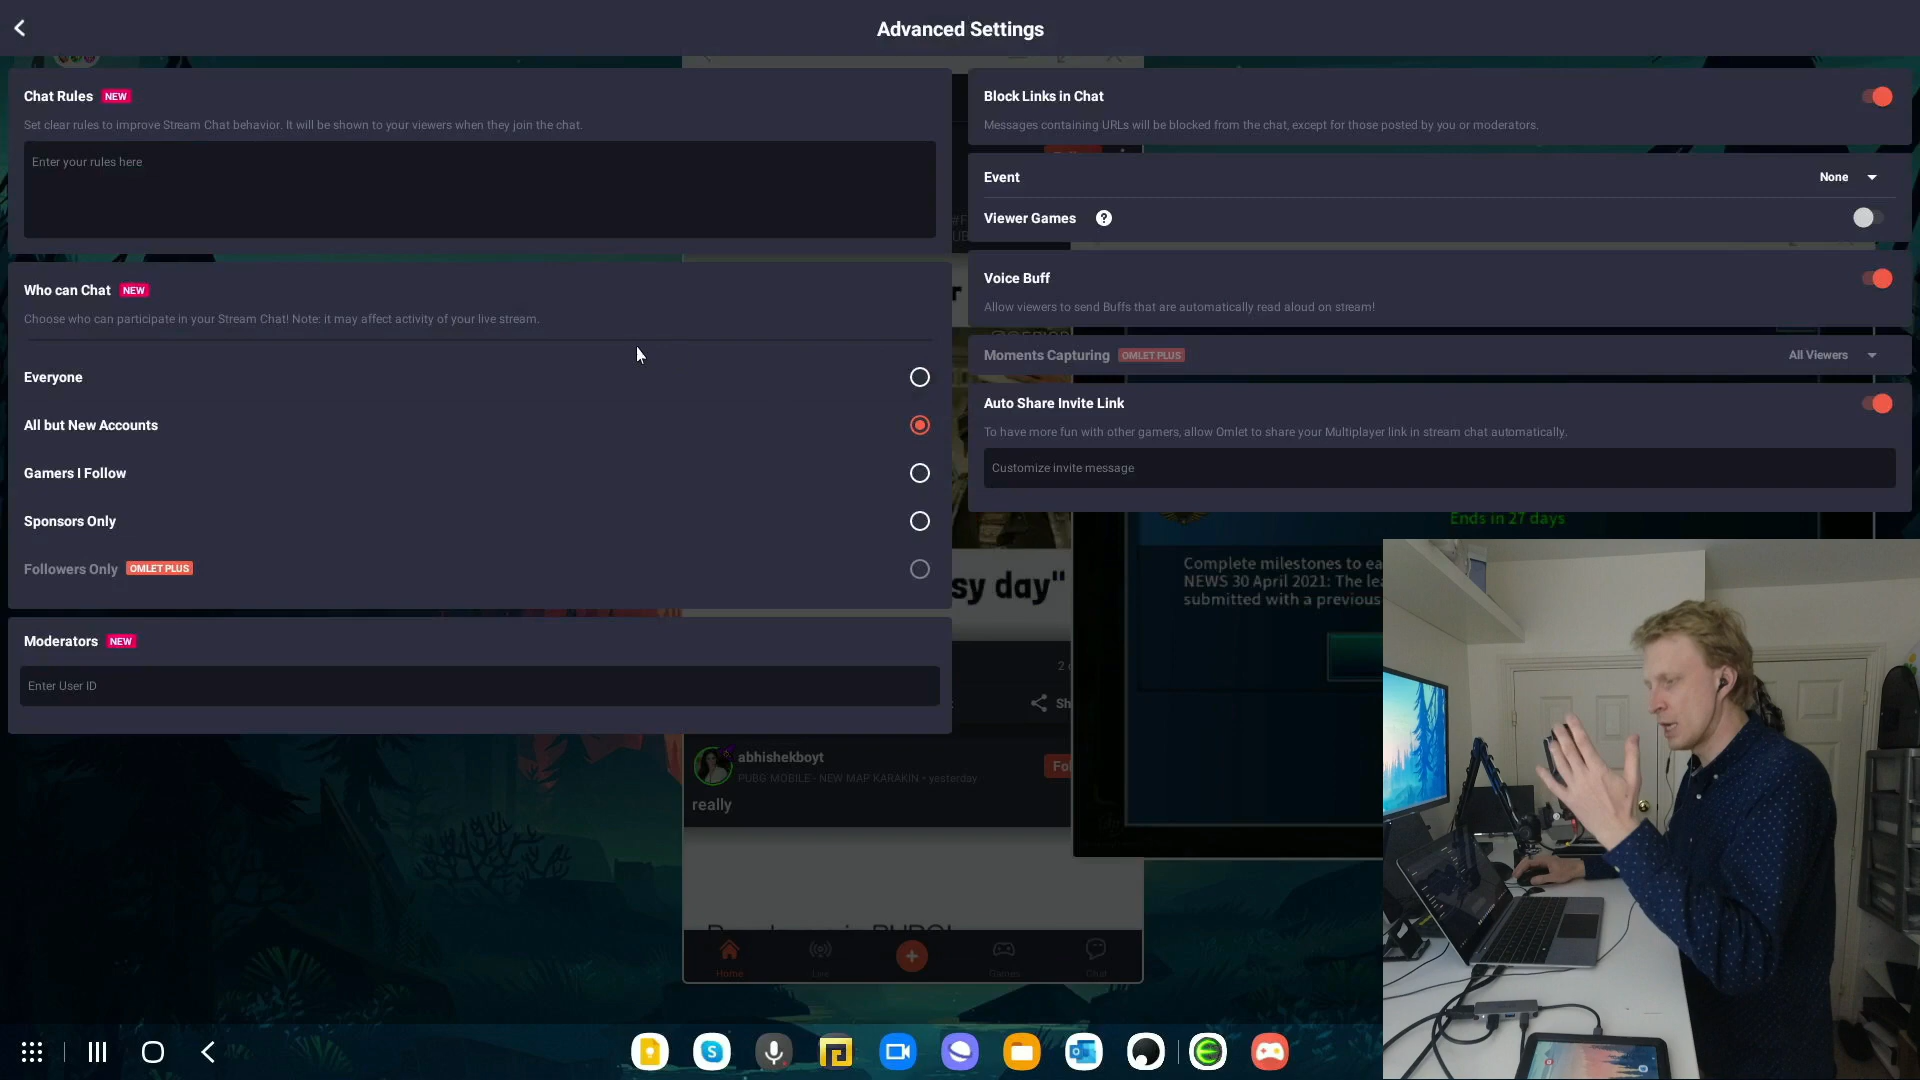 Advanced Settings
Chat Rules NEW
Set clear rules to improve Stream Chat behavior. It will be shown to your viewers when they join the chat.
Enter your rules here
Who can Chat NEW
Choose who can participate in your Stream Chat! Note: it may affect activity of your live stream.
Everyone
All but New Accounts
Gamers I Follow
Sponsors Only
Followers Only OMLET PLUS
Moderators NEW
Enter User ID
Block Links in Chat
Messages containing URLs will be blocked from the chat, except for those posted by you or moderators.
Event None
Viewer Games ?
Voice Buff
Allow viewers to send Buffs that are automatically read aloud on stream!
Moments Capturing OMLET PLUS All Viewers
Auto Share Invite Link
To have more fun with other gamers, allow Omlet to share your Multiplayer link in stream chat automatically.
Customize invite message
Ends in 27 days
Complete milestones to ea
NEWS 30 April 2021: The lea
submitted with a previous
sy day"
Sh
abhishekboyt
Fol
PUBG MOBILE - NEW MAP KARAKIN • yesterday
really
Home
Live
Games
Chat